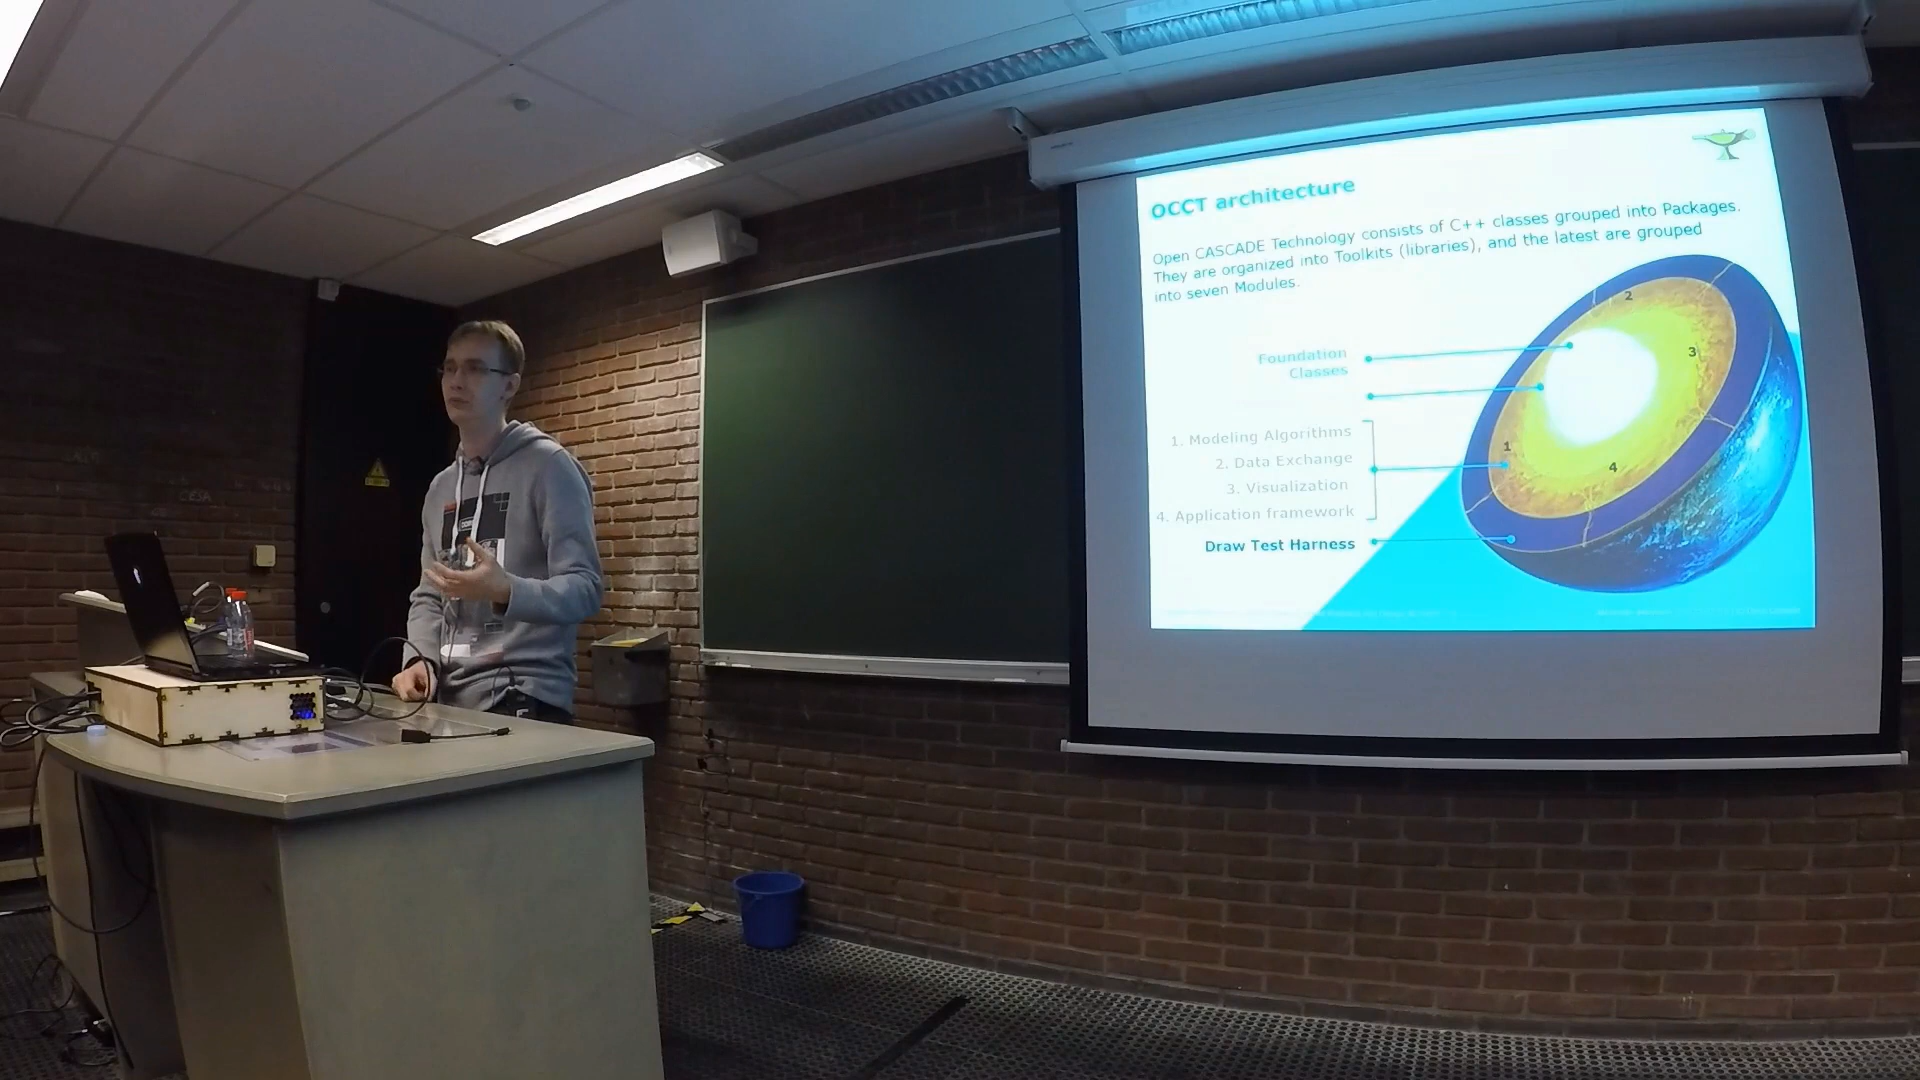 OCCT architecture
Open CASCADE Technology consists of C++ classes grouped into Packages.
They are organized into Toolkits (libraries), and the latest are grouped
into seven Modules.
Foundation
Classes
1. Modeling Algorithms
2. Data Exchange
3. Visualization
4. Application framework
Draw Test Harness
2
3
1
4
CESA